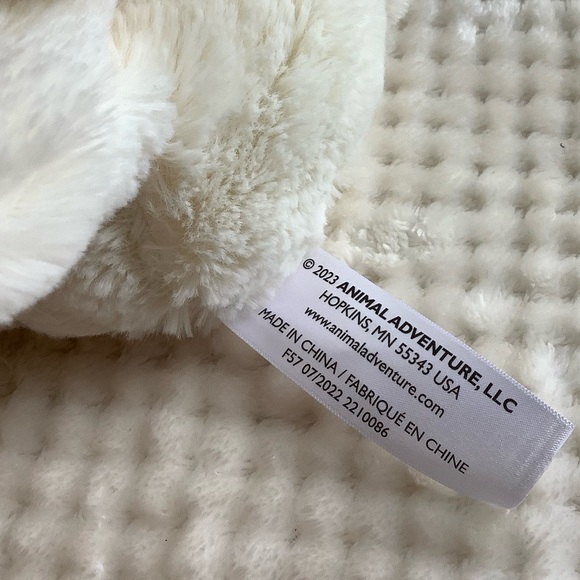 © 2023 ANIMAL ADVENTURE, LLC
HOPKINS, MN 55343 USA
www.animaladventure.com
MADE IN CHINA / FABRIQUÉ EN CHINE
F57 07/2022 2210086